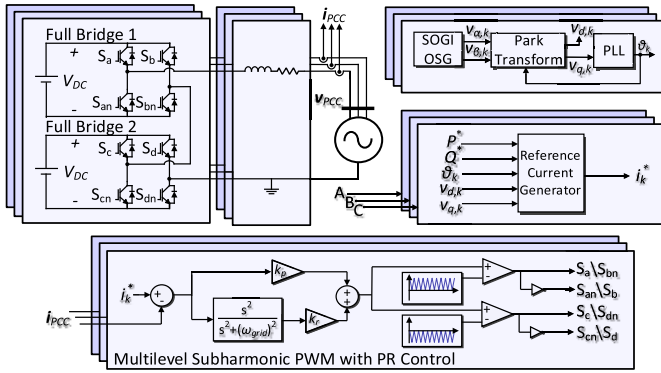 Full Bridge 1
+
S_a
S_b
V_DC
-
S_an
S_bn
Full Bridge 2
+
S_c
S_d
V_DC
-
S_cn
S_dn
i_PCC
v_PCC
SOGI
OSG
v_α,k
v_β,k
Park
Transform
v_d,k
v_q,k
PLL
ϑ_k
A
B
C
P*
Q*
ϑ_k
v_d,k
v_q,k
Reference
Current
Generator
i_k*
i_k*
i_PCC
+
-
k_p
s²
s²+(ω_grid)²
k_r
+
+
+
-
+
-
S_a\S_bn
S_an\S_b
S_c\S_dn
S_cn\S_d
Multilevel Subharmonic PWM with PR Control